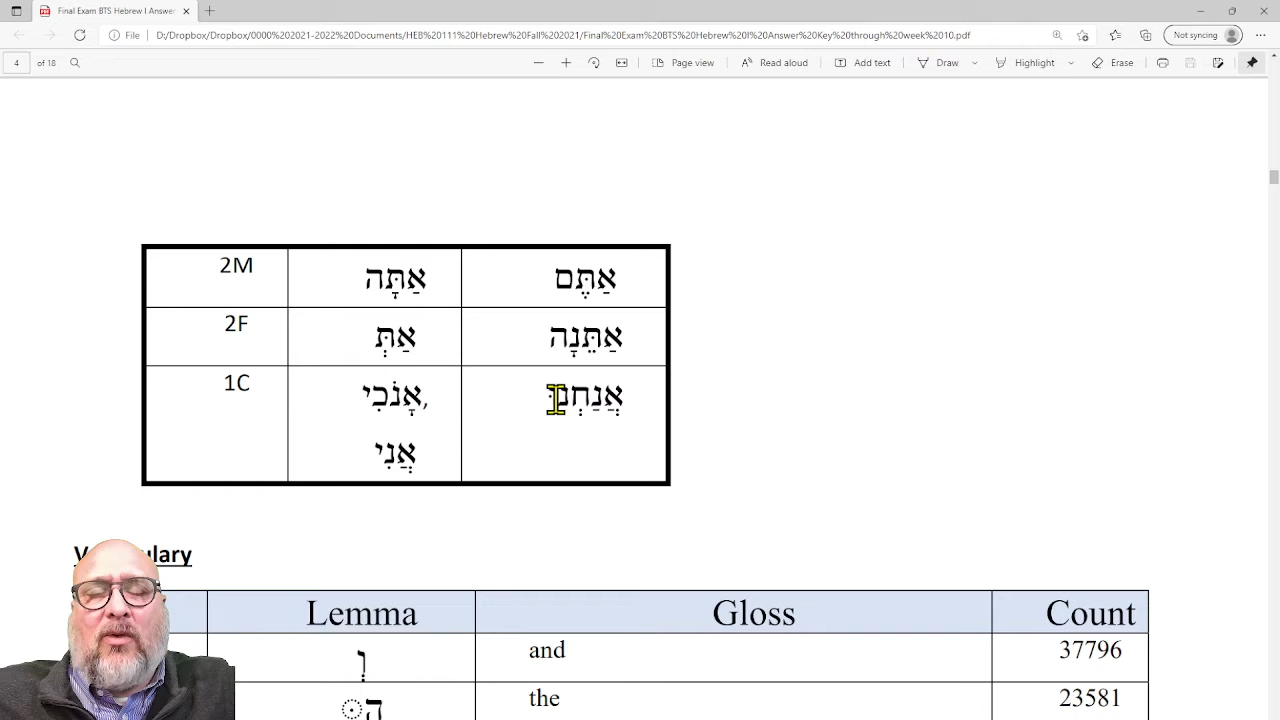 Final Exam BTS Hebrew I Answer
File D:/Dropbox/Dropbox/0000%202021-2022%20Documents/HEB%20111%20Hebrew%20Fall%202021/Final%20Exam%20BTS%20Hebrew%20I%20Answer%20Key%20through%20week%2010.pdf
Not syncing
4 of 18
Page view
Read aloud
Add text
Draw
Highlight
Erase
2M אַתָּה אַתֶּם
2F אַתְּ אַתֵּנָה
1C אָנֹכִי, אֲנַחְנוּ
אֲנִי
Lemma Gloss Count
וְ and 37796
ה the 23581